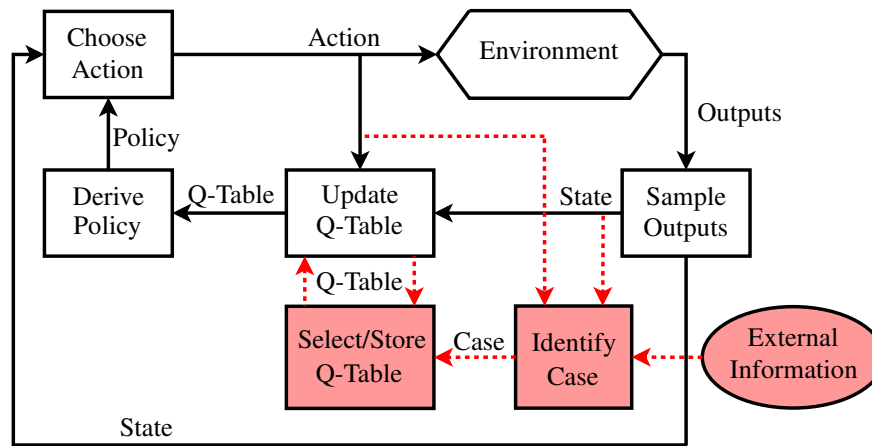 Choose
Action
Action
Environment
Outputs
Policy
Derive
Policy
Q-Table
Update
Q-Table
State
Sample
Outputs
Q-Table
Select/Store
Q-Table
Case
Identify
Case
External
Information
State